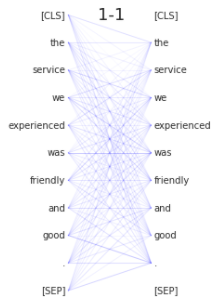 1-1
[CLS] [CLS]
the the
service service
we we
experienced experienced
was was
friendly friendly
and and
good good
. .
[SEP] [SEP]